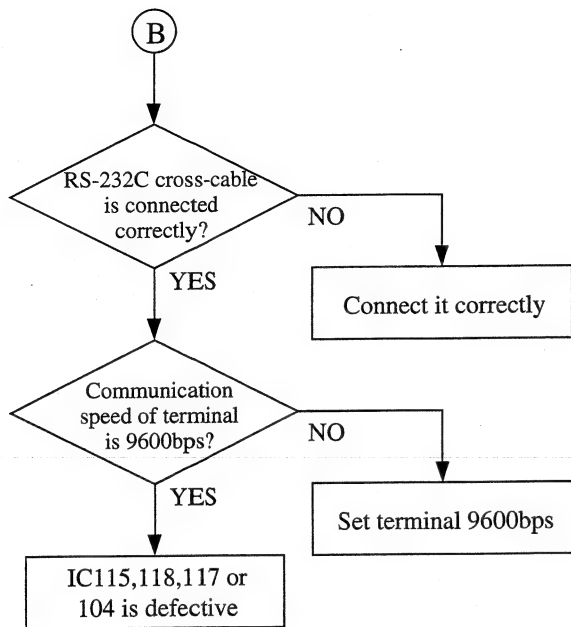 B
RS-232C cross-cable
is connected
correctly?
NO
YES
Connect it correctly
Communication
speed of terminal
is 9600bps?
NO
YES
Set terminal 9600bps
IC115,118,117 or
104 is defective